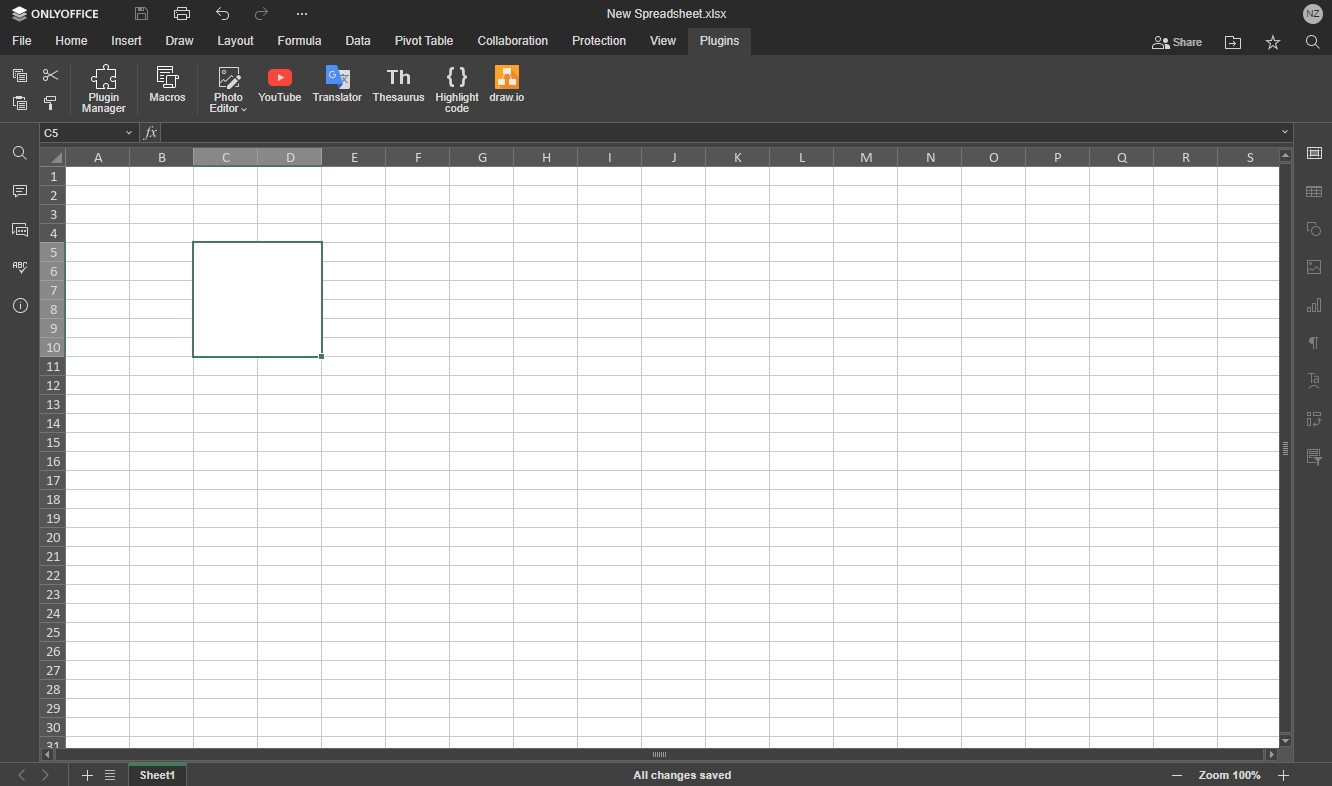 ONLYOFFICE
New Spreadsheet.xlsx
NZ
File Home Insert Draw Layout Formula Data Pivot Table Collaboration Protection View Plugins
Share
Plugin Manager
Macros
Photo Editor
YouTube
Translator
Th
Thesaurus
{ }
Highlight code
draw.io
C5
fx
ABC
Ta
A B C D E F G H I J K L M N O P Q R S
1
2
3
4
5
6
7
8
9
10
11
12
13
14
15
16
17
18
19
20
21
22
23
24
25
26
27
28
29
30
31
Sheet1
All changes saved
Zoom 100%